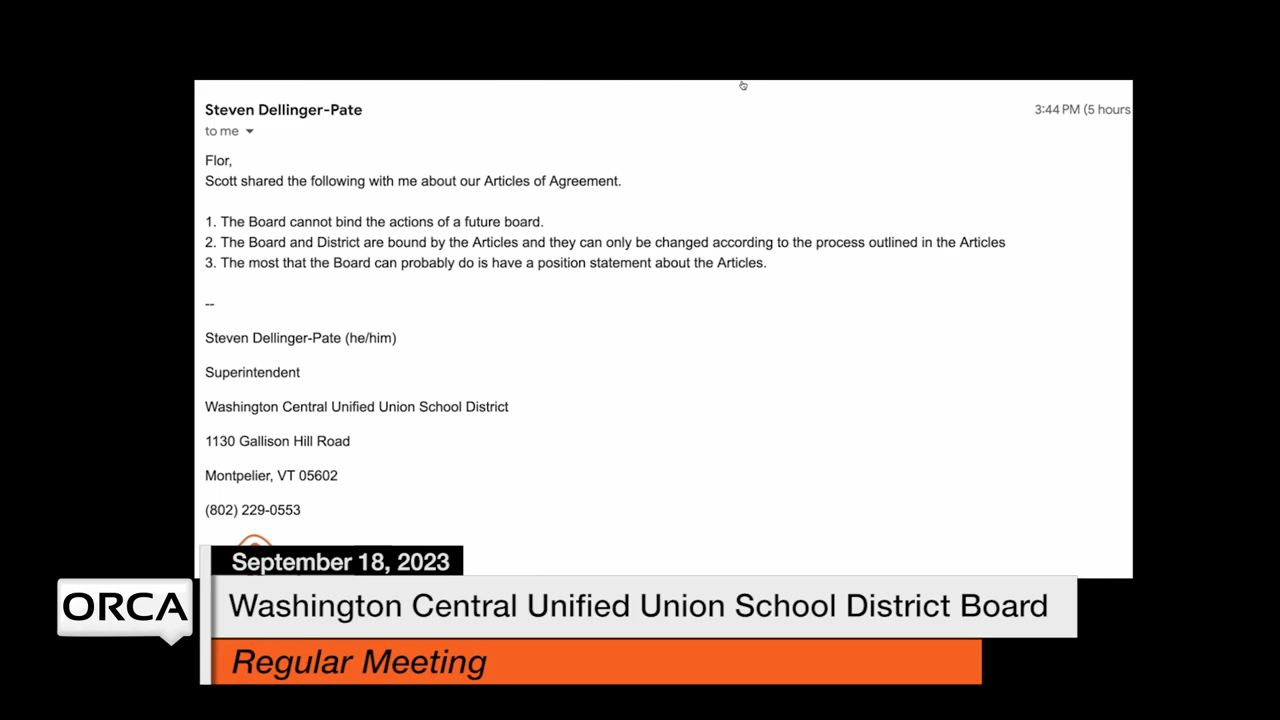 Steven Dellinger-Pate
3:44 PM (5 hours
to me
Flor,
Scott shared the following with me about our Articles of Agreement.
1. The Board cannot bind the actions of a future board.
2. The Board and District are bound by the Articles and they can only be changed according to the process outlined in the Articles
3. The most that the Board can probably do is have a position statement about the Articles.
--
Steven Dellinger-Pate (he/him)
Superintendent
Washington Central Unified Union School District
1130 Gallison Hill Road
Montpelier, VT 05602
(802) 229-0553
September 18, 2023
ORCA
Washington Central Unified Union School District Board
Regular Meeting